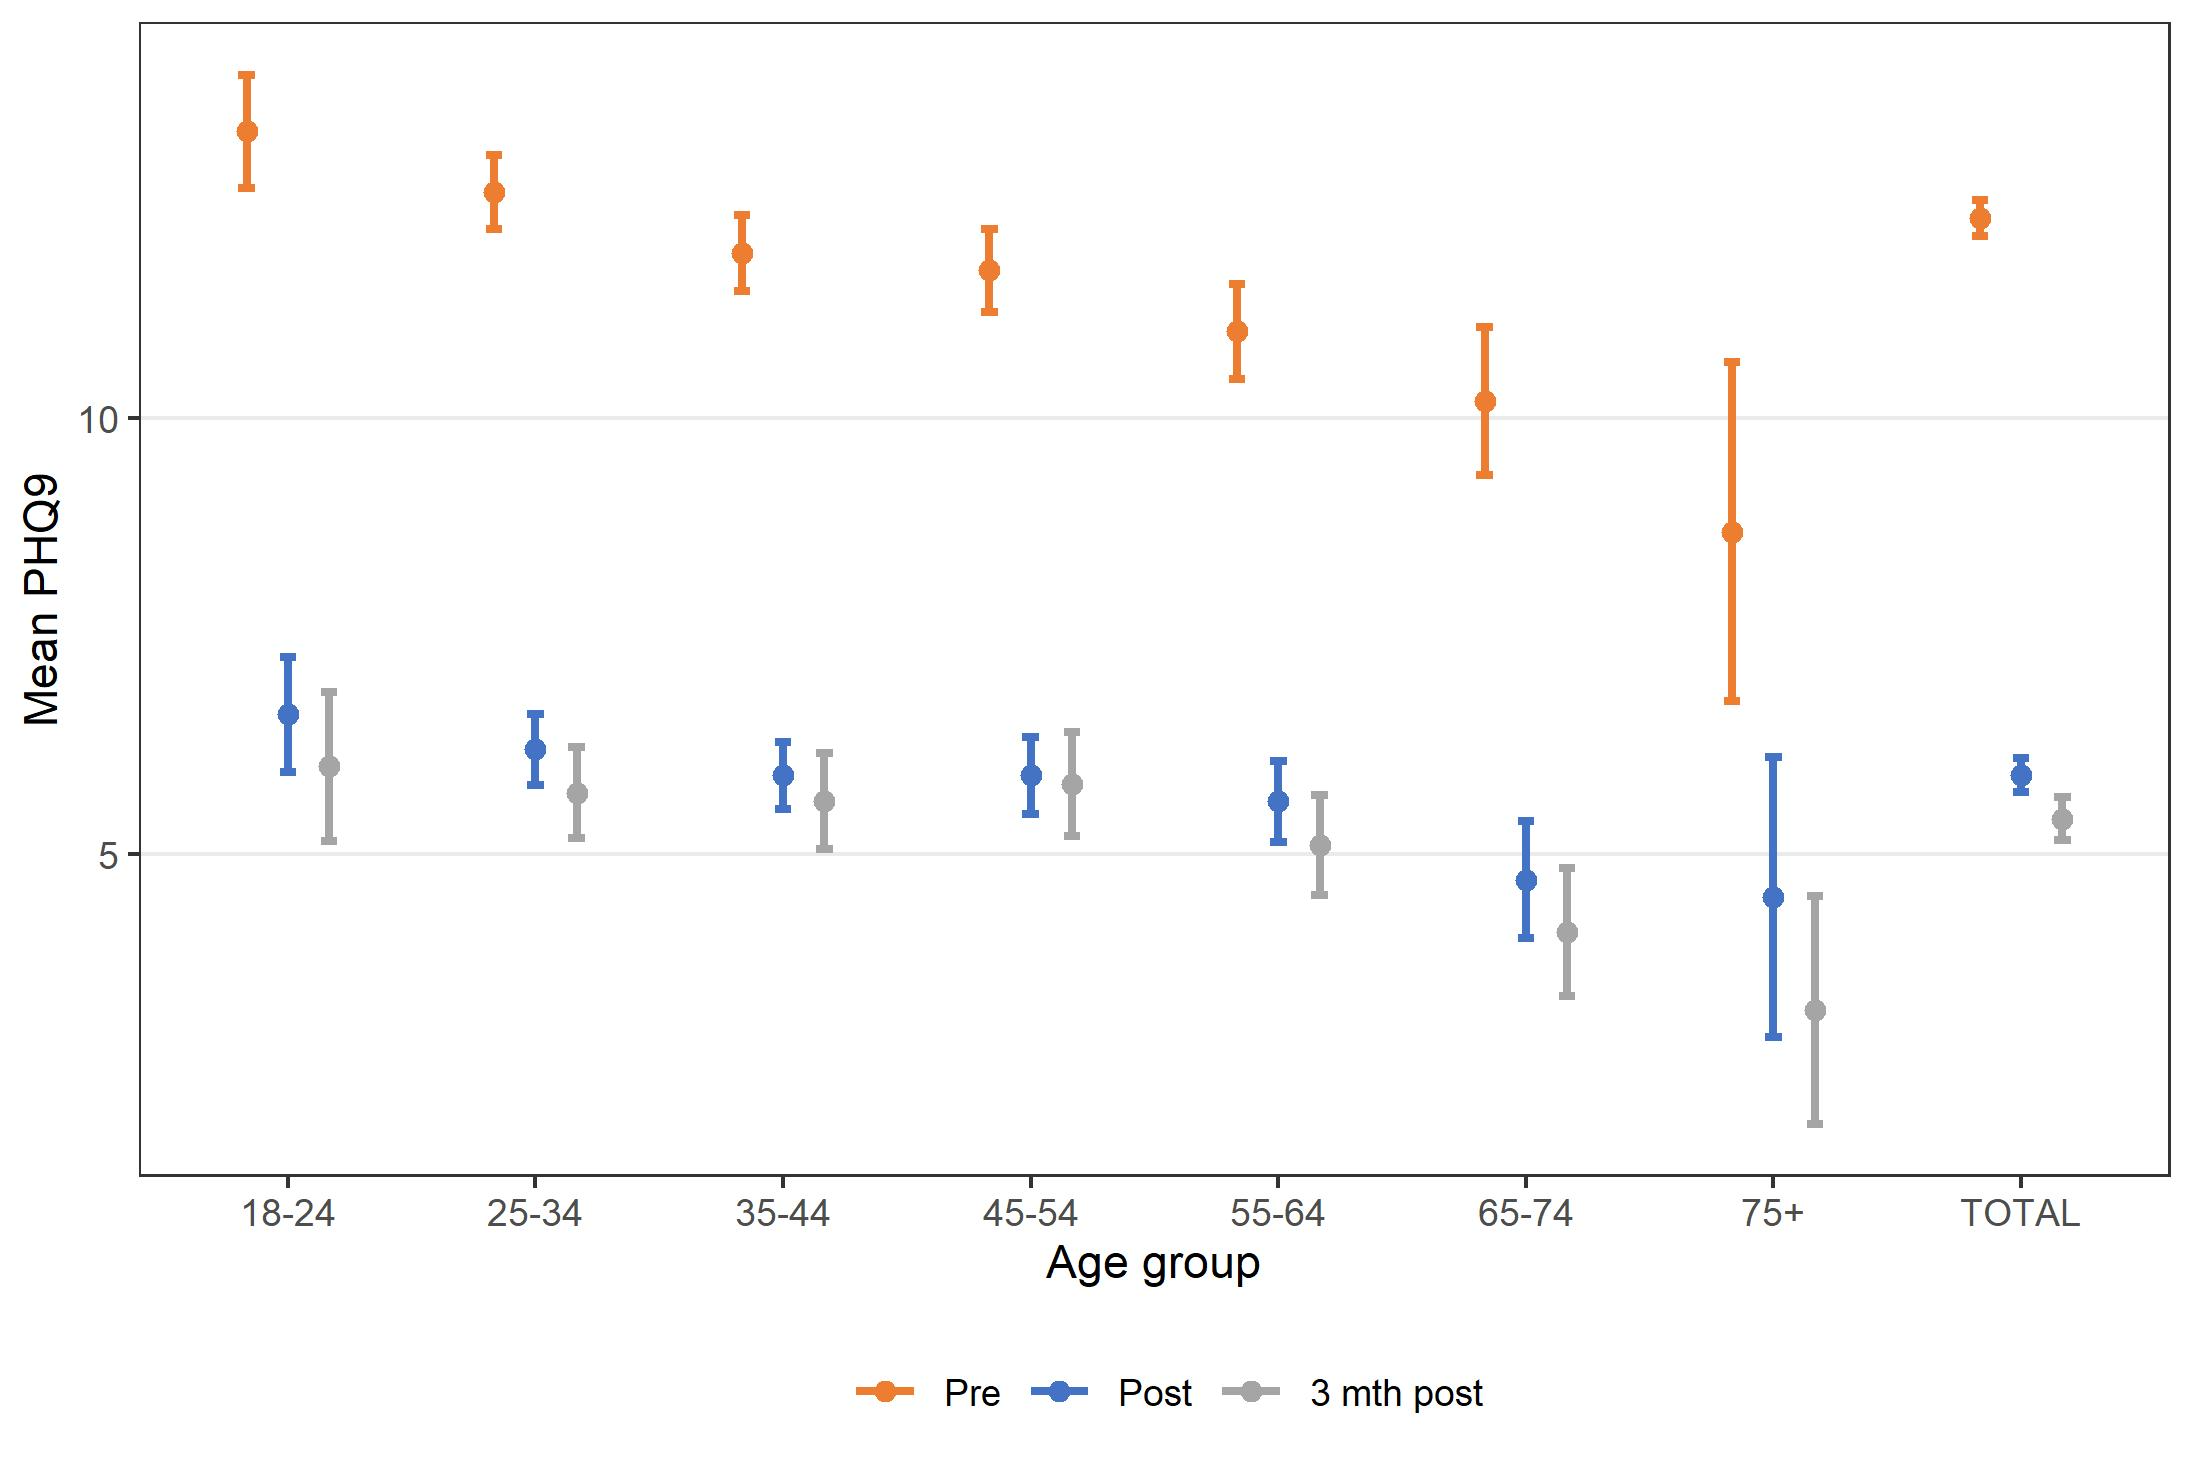 Mean PHQ9
10
5
18-24 25-34 35-44 45-54 55-64 65-74 75+ TOTAL
Age group
Pre Post 3 mth post